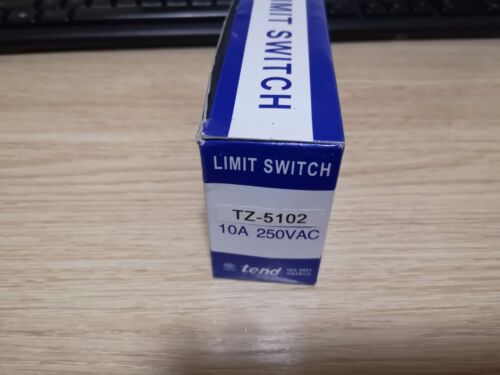 LIMIT SWITCH
LIMIT SWITCH
TZ-5102
10A 250VAC
tend